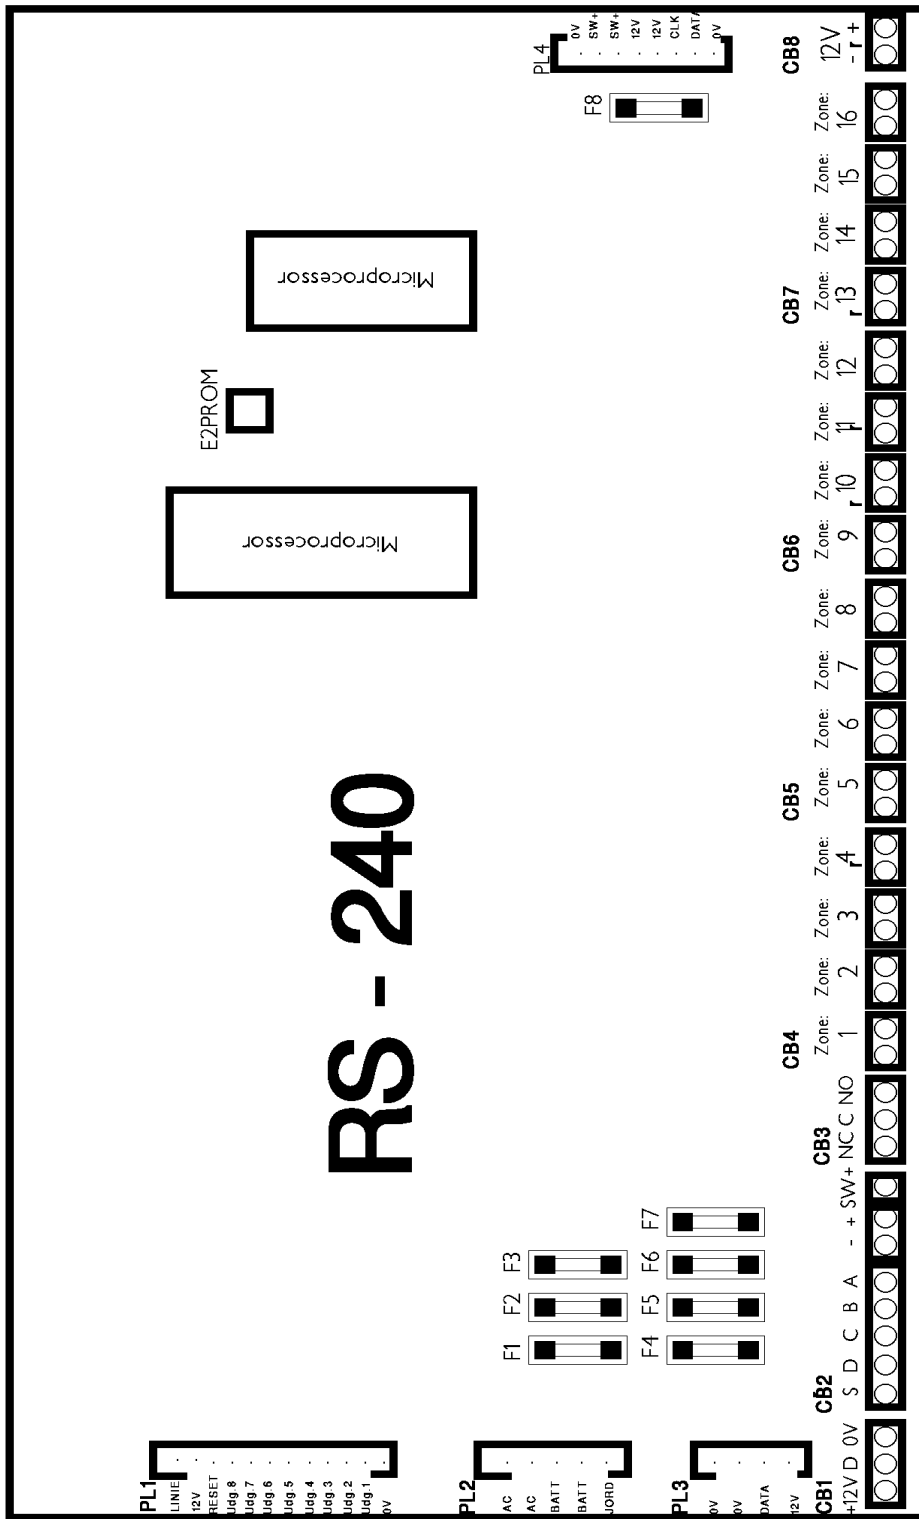 PL4
0V
SW+
SW+
12V
12V
CLK
DATA
0V
F8
CB8
12V
- r +
Zone:
16
Zone:
15
Zone:
14
CB7
Zone:
r 13
Zone:
12
Zone:
11
r
Zone:
r 10
CB6
Zone:
9
Zone:
8
Zone:
7
Zone:
6
CB5
Zone:
5
Zone:
4
r
Zone:
3
Zone:
2
CB4
Zone:
1
Microprocessor
E2PROM
Microprocessor
RS - 240
CB3
NC C NO
- + SW+
CB2
S D C B A
CB1
+12V D 0V
F1
F2
F3
F4
F5
F6
F7
PL1
LINIE
12V
RESET
Udg.8
Udg.7
Udg.6
Udg.5
Udg.4
Udg.3
Udg.2
Udg.1
0V
PL2
AC
AC
BATT
BATT
JORD
PL3
0V
0V
DATA
12V